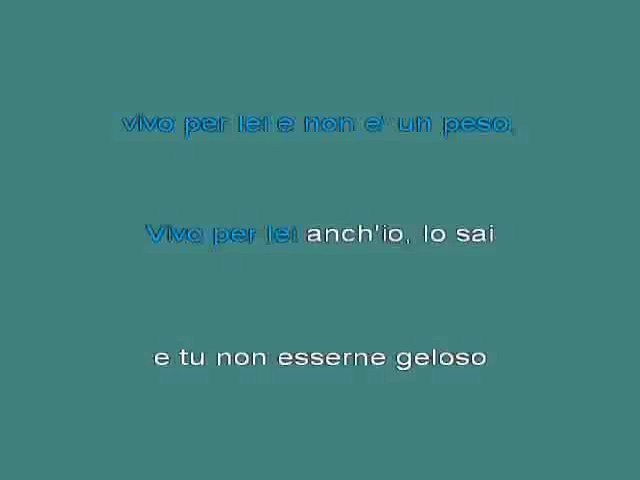 vivo per lei e non e' un peso,
Vivo per lei anch'io, lo sai
e tu non esserne geloso